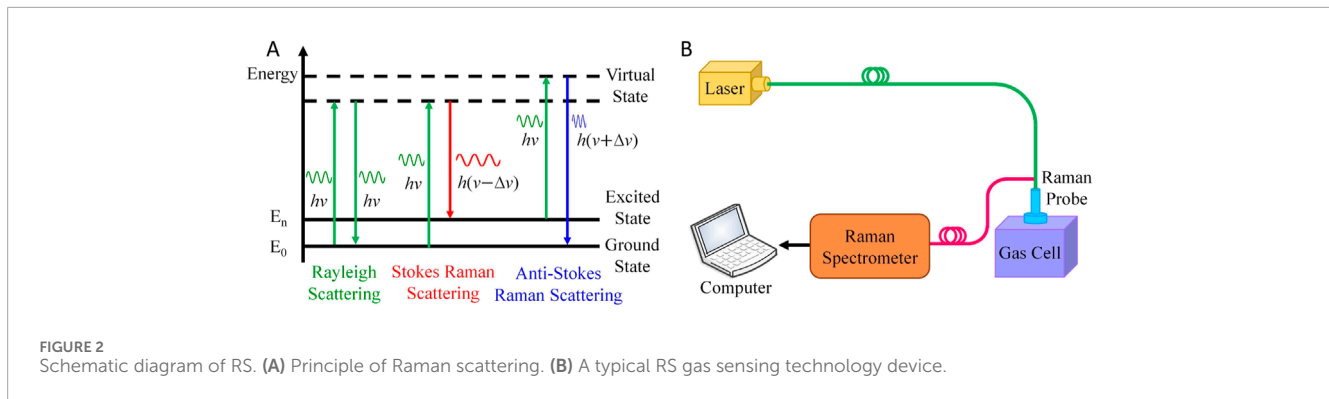 A
Energy
Virtual
State
hν
hν
hν
h(ν−Δν)
hν
h(ν+Δν)
Excited
State
Eₙ
E₀
Ground
State
Rayleigh
Scattering
Stokes Raman
Scattering
Anti-Stokes
Raman Scattering
B
Laser
Raman
Probe
Gas Cell
Raman
Spectrometer
Computer
FIGURE 2
Schematic diagram of RS. (A) Principle of Raman scattering. (B) A typical RS gas sensing technology device.